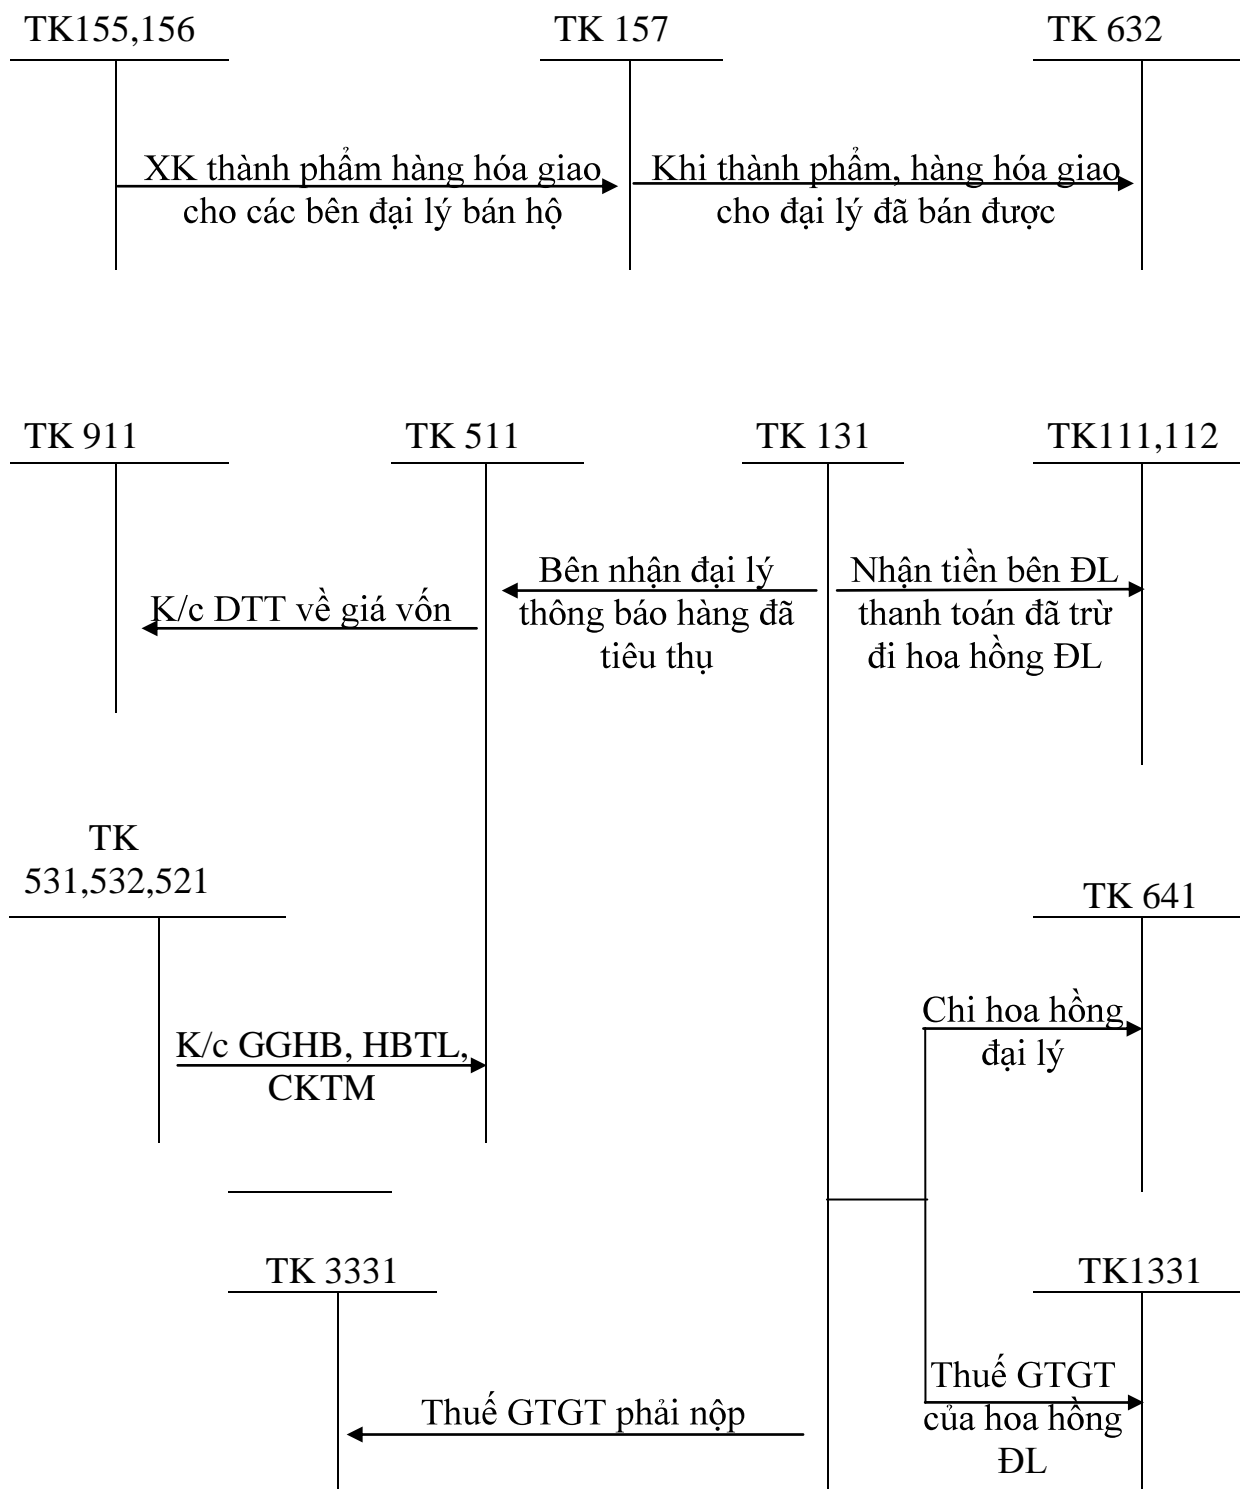 TK155,156
TK 157
TK 632
XK thành phẩm hàng hóa giao
cho các bên đại lý bán hộ
Khi thành phẩm, hàng hóa giao
cho đại lý đã bán được
TK 911
TK 511
TK 131
TK111,112
K/c DTT về giá vốn
Bên nhận đại lý
thông báo hàng đã
tiêu thụ
Nhận tiền bên ĐL
thanh toán đã trừ
đi hoa hồng ĐL
TK
531,532,521
TK 641
K/c GGHB, HBTL,
CKTM
Chi hoa hồng
đại lý
TK 3331
TK1331
Thuế GTGT phải nộp
Thuế GTGT
của hoa hồng
ĐL